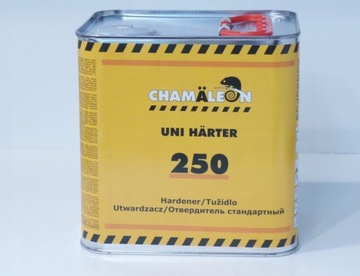 CHAMÄLEON
UNI HÄRTER
250
Hardener/Tužidlo
Utwardzacz/Отвердитель стандартный